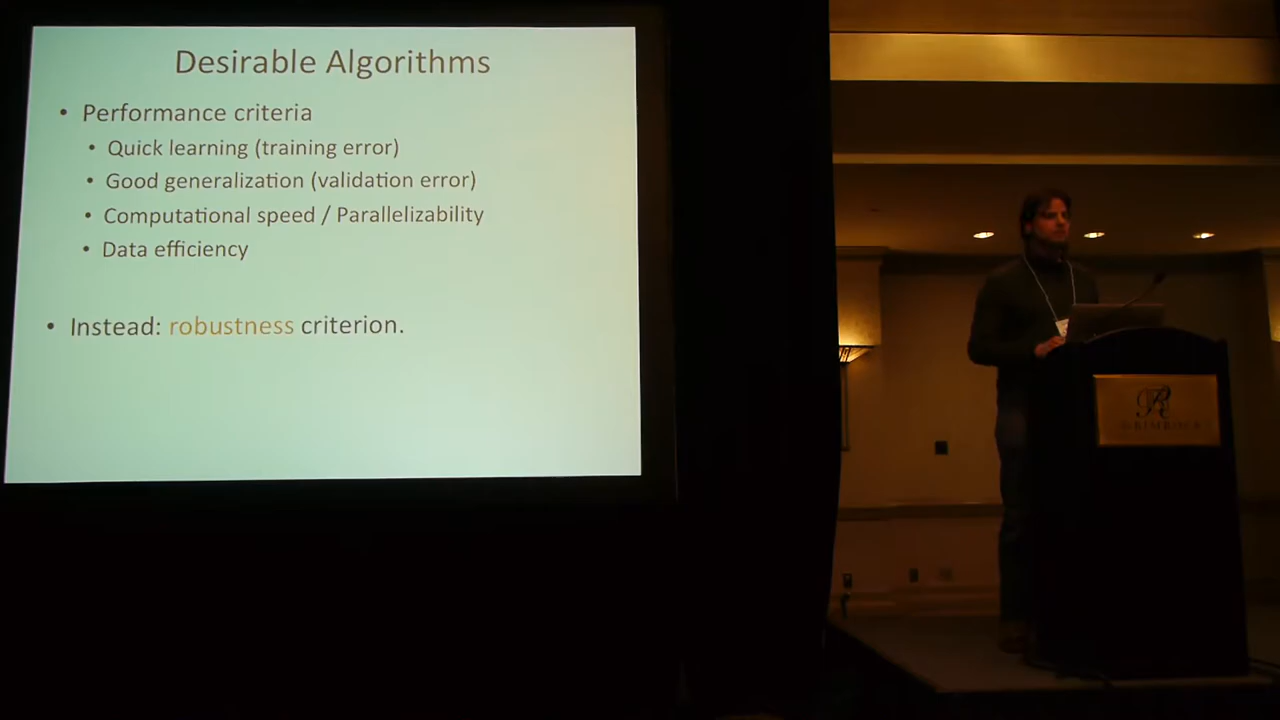 Desirable Algorithms
• Performance criteria
• Quick learning (training error)
• Good generalization (validation error)
• Computational speed / Parallelizability
• Data efficiency
• Instead: robustness criterion.
R